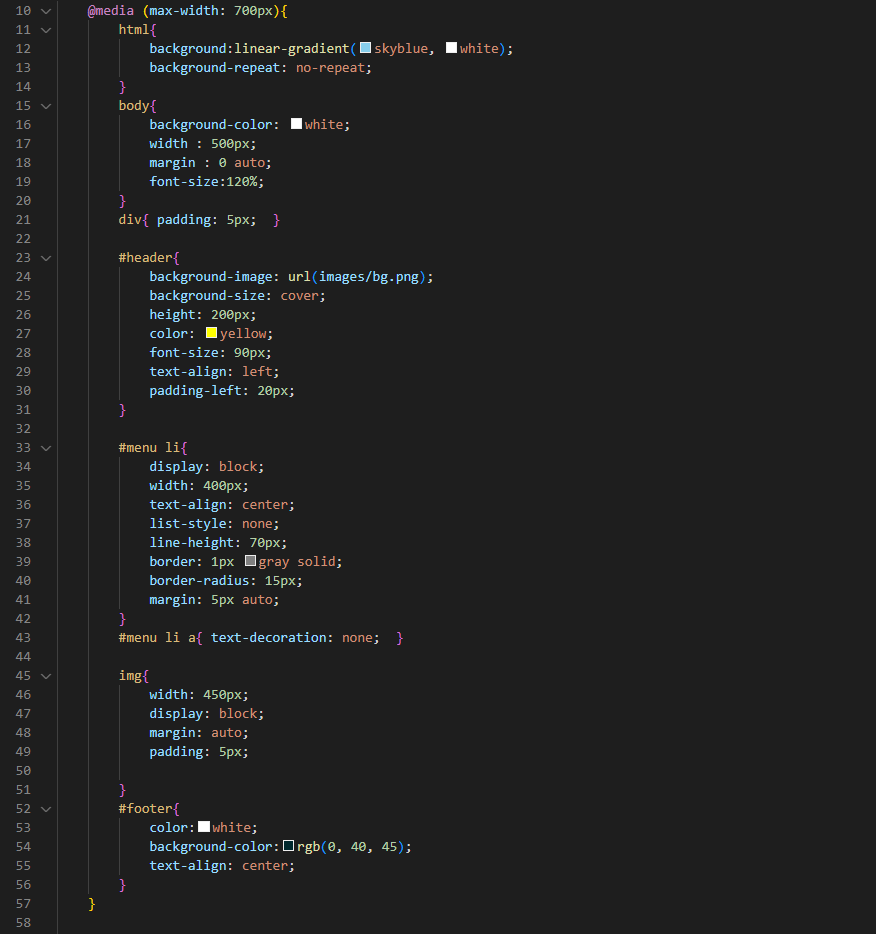 10 @media (max-width: 700px){
11 html{
12 background:linear-gradient(skyblue, white);
13 background-repeat: no-repeat;
14 }
15 body{
16 background-color: white;
17 width : 500px;
18 margin : 0 auto;
19 font-size:120%;
20 }
21 div{ padding: 5px;  }
22
23 #header{
24 background-image: url(images/bg.png);
25 background-size: cover;
26 height: 200px;
27 color: yellow;
28 font-size: 90px;
29 text-align: left;
30 padding-left: 20px;
31 }
32
33 #menu li{
34 display: block;
35 width: 400px;
36 text-align: center;
37 list-style: none;
38 line-height: 70px;
39 border: 1px gray solid;
40 border-radius: 15px;
41 margin: 5px auto;
42 }
43 #menu li a{ text-decoration: none;  }
44
45 img{
46 width: 450px;
47 display: block;
48 margin: auto;
49 padding: 5px;
50
51 }
52 #footer{
53 color:white;
54 background-color:rgb(0, 40, 45);
55 text-align: center;
56 }
57 }
58